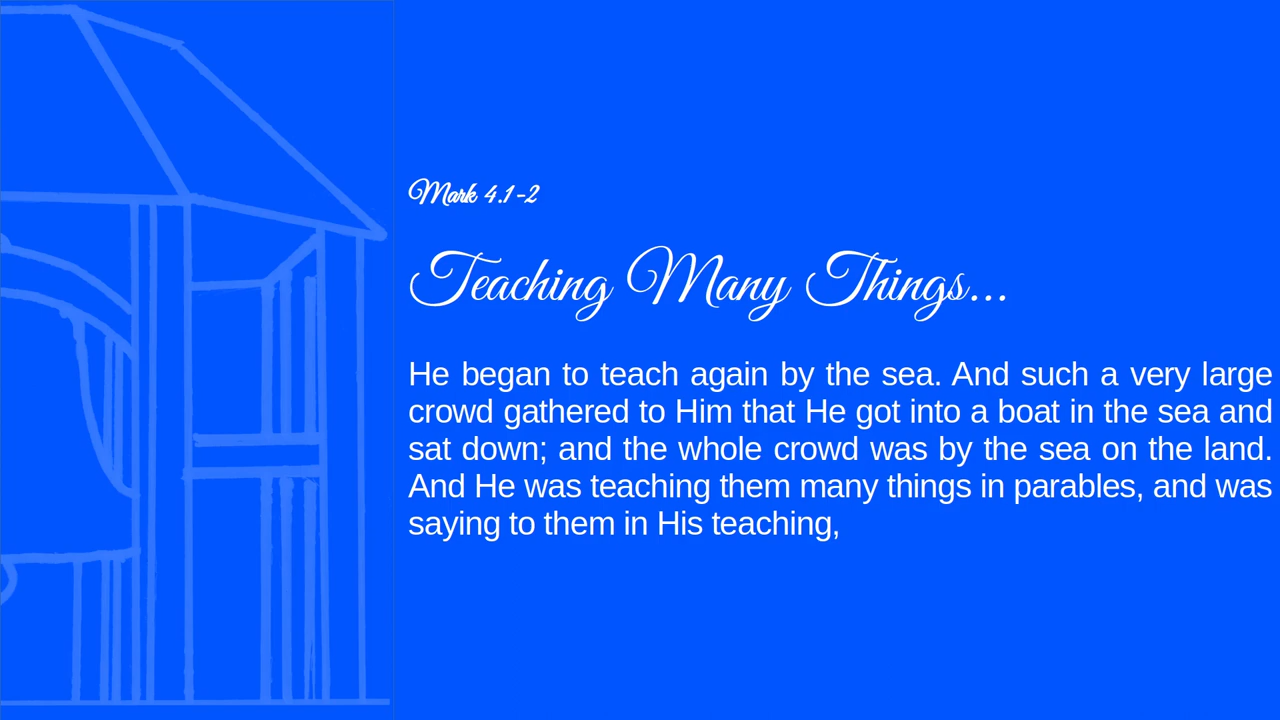 Mark 4.1-2
Teaching Many Things...
He began to teach again by the sea. And such a very large
crowd gathered to Him that He got into a boat in the sea and
sat down; and the whole crowd was by the sea on the land.
And He was teaching them many things in parables, and was
saying to them in His teaching,